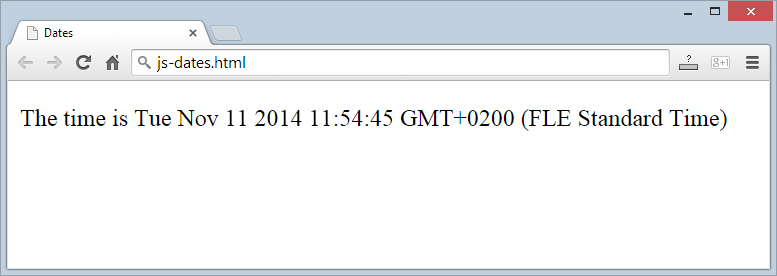 Dates
js-dates.html
?
g+1
The time is Tue Nov 11 2014 11:54:45 GMT+0200 (FLE Standard Time)